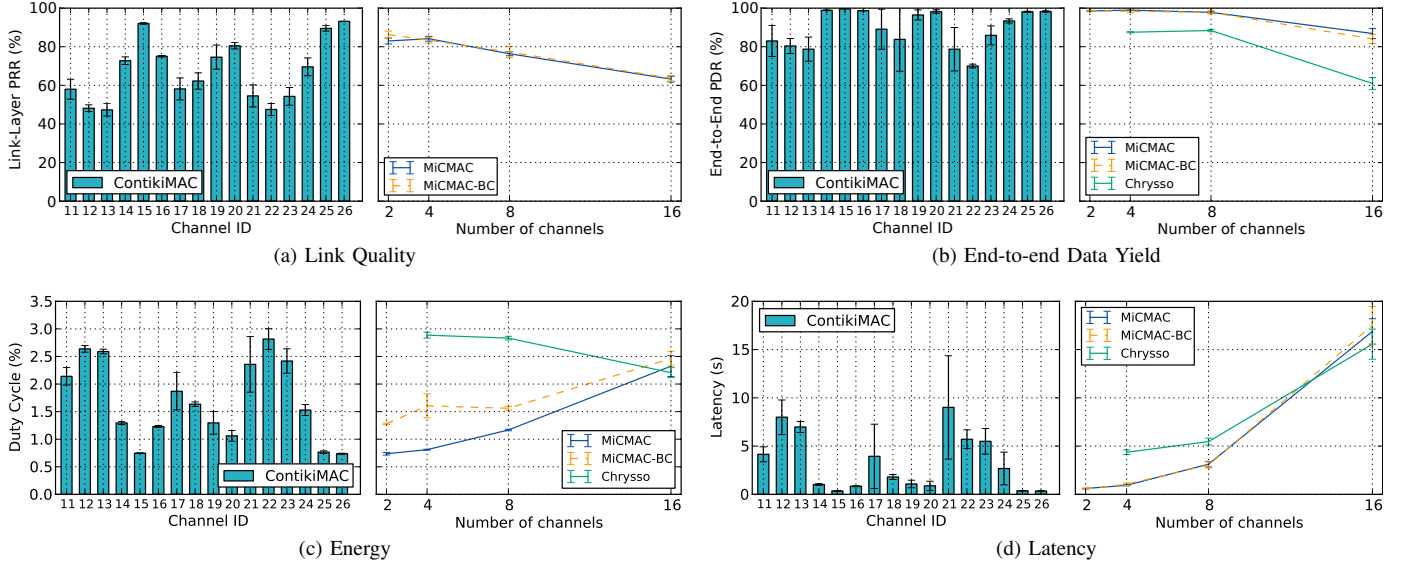 100
80
60
40
20
0
Link-Layer PRR (%)
ContikiMAC
11 12 13 14 15 16 17 18 19 20 21 22 23 24 25 26
Channel ID
MiCMAC
MiCMAC-BC
2 4 8 16
Number of channels
(a) Link Quality
100
80
60
40
20
0
End-to-End PDR (%)
ContikiMAC
11 12 13 14 15 16 17 18 19 20 21 22 23 24 25 26
Channel ID
MiCMAC
MiCMAC-BC
Chrysso
2 4 8 16
Number of channels
(b) End-to-end Data Yield
3.5
3.0
2.5
2.0
1.5
1.0
0.5
0.0
Duty Cycle (%)
ContikiMAC
11 12 13 14 15 16 17 18 19 20 21 22 23 24 25 26
Channel ID
MiCMAC
MiCMAC-BC
Chrysso
2 4 8 16
Number of channels
(c) Energy
20
15
10
5
0
Latency (s)
ContikiMAC
11 12 13 14 15 16 17 18 19 20 21 22 23 24 25 26
Channel ID
MiCMAC
MiCMAC-BC
Chrysso
2 4 8 16
Number of channels
(d) Latency